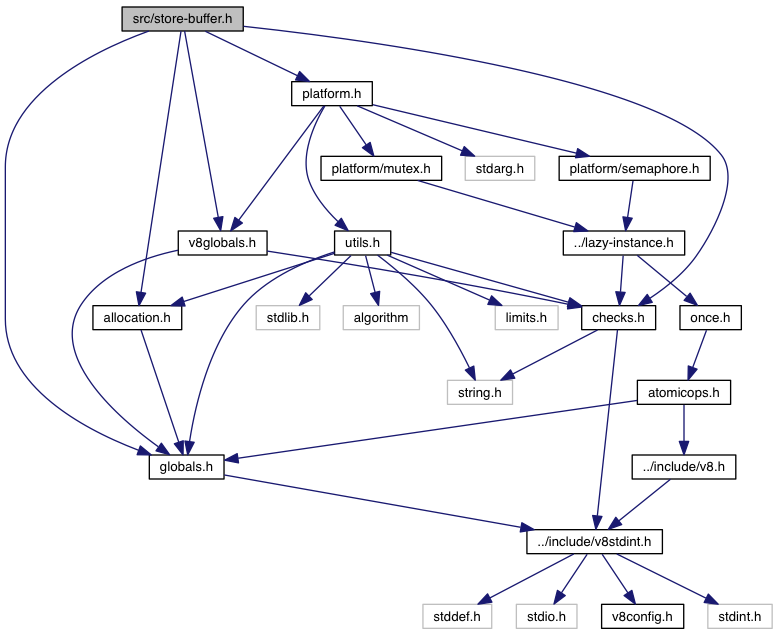 src/store-buffer.h
platform.h
platform/mutex.h
stdarg.h
platform/semaphore.h
v8globals.h
utils.h
../lazy-instance.h
allocation.h
stdlib.h
algorithm
limits.h
checks.h
once.h
string.h
atomicops.h
globals.h
../include/v8.h
../include/v8stdint.h
stddef.h
stdio.h
v8config.h
stdint.h